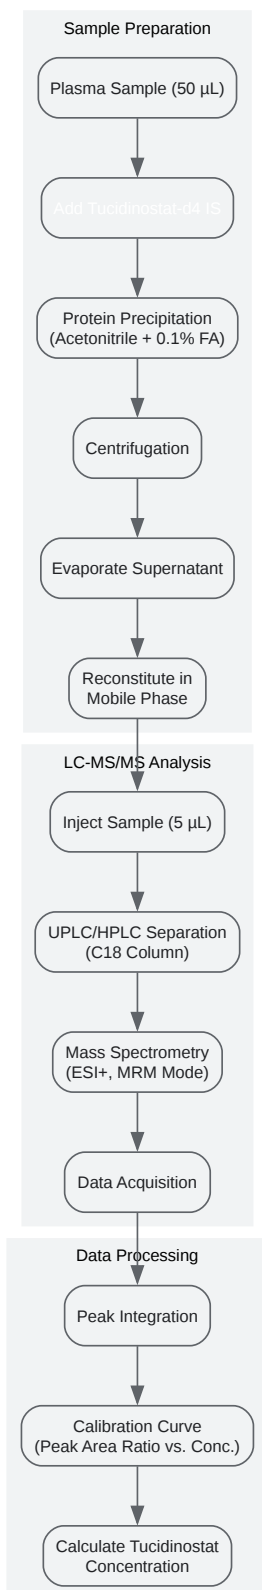 Sample Preparation
Plasma Sample (50 µL)
Add Tucidinostat-d4 IS
Protein Precipitation
(Acetonitrile + 0.1% FA)
Centrifugation
Evaporate Supernatant
Reconstitute in
Mobile Phase
LC-MS/MS Analysis
Inject Sample (5 µL)
UPLC/HPLC Separation
(C18 Column)
Mass Spectrometry
(ESI+, MRM Mode)
Data Acquisition
Data Processing
Peak Integration
Calibration Curve
(Peak Area Ratio vs. Conc.)
Calculate Tucidinostat
Concentration